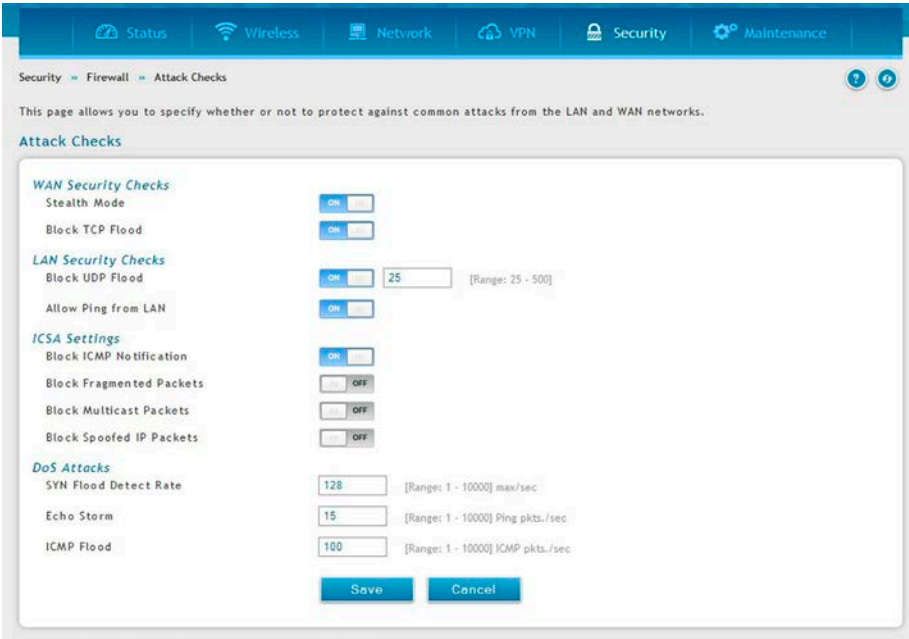 Status Wireless Network VPN Security Maintenance
Security » Firewall » Attack Checks
This page allows you to specify whether or not to protect against common attacks from the LAN and WAN networks.
Attack Checks
WAN Security Checks
Stealth Mode ON
Block TCP Flood ON
LAN Security Checks
Block UDP Flood ON 25 [Range: 25 - 500]
Allow Ping from LAN ON
ICSA Settings
Block ICMP Notification ON
Block Fragmented Packets OFF
Block Multicast Packets OFF
Block Spoofed IP Packets OFF
DoS Attacks
SYN Flood Detect Rate 128 [Range: 1 - 10000] max/sec
Echo Storm 15 [Range: 1 - 10000] Ping pkts./sec
ICMP Flood 100 [Range: 1 - 10000] ICMP pkts./sec
Save Cancel